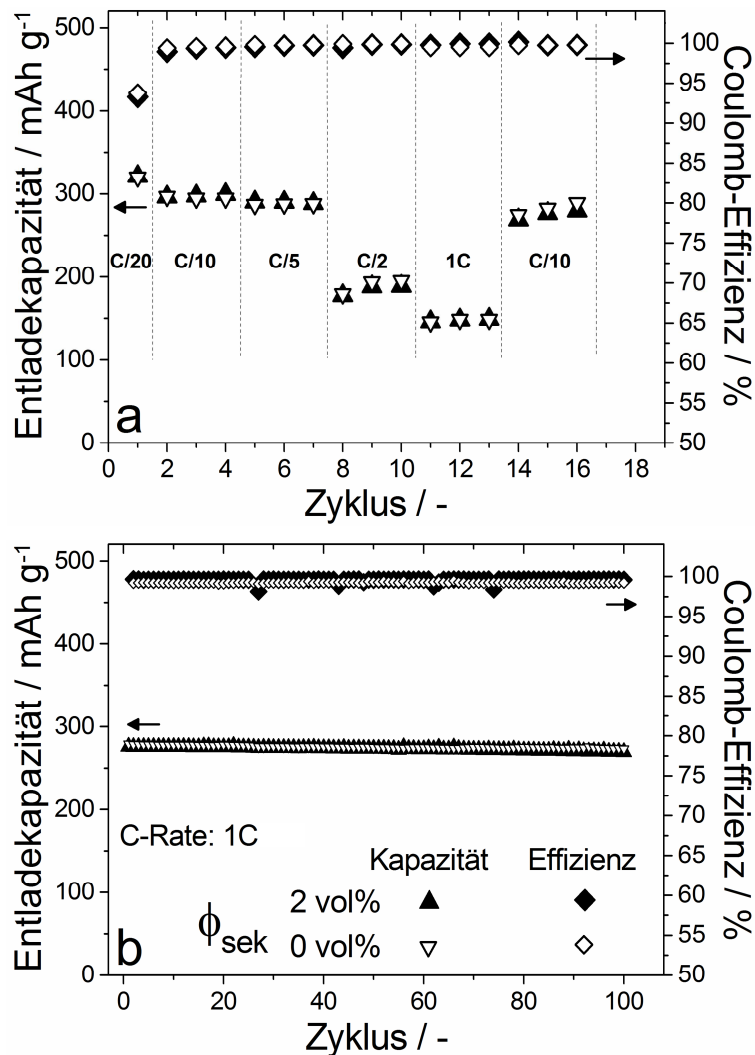 500
400
300
200
100
0
Entladekapazität / mAh g⁻¹
100
95
90
85
80
75
70
65
60
55
50
Coulomb-Effizienz / %
C/20 C/10 C/5 C/2 1C C/10
a
0 2 4 6 8 10 12 14 16 18
Zyklus / -
500
400
300
200
100
0
Entladekapazität / mAh g⁻¹
100
95
90
85
80
75
70
65
60
55
50
Coulomb-Effizienz / %
C-Rate: 1C
Kapazität Effizienz
2 vol%
ϕsek
0 vol%
b
0 20 40 60 80 100
Zyklus / -